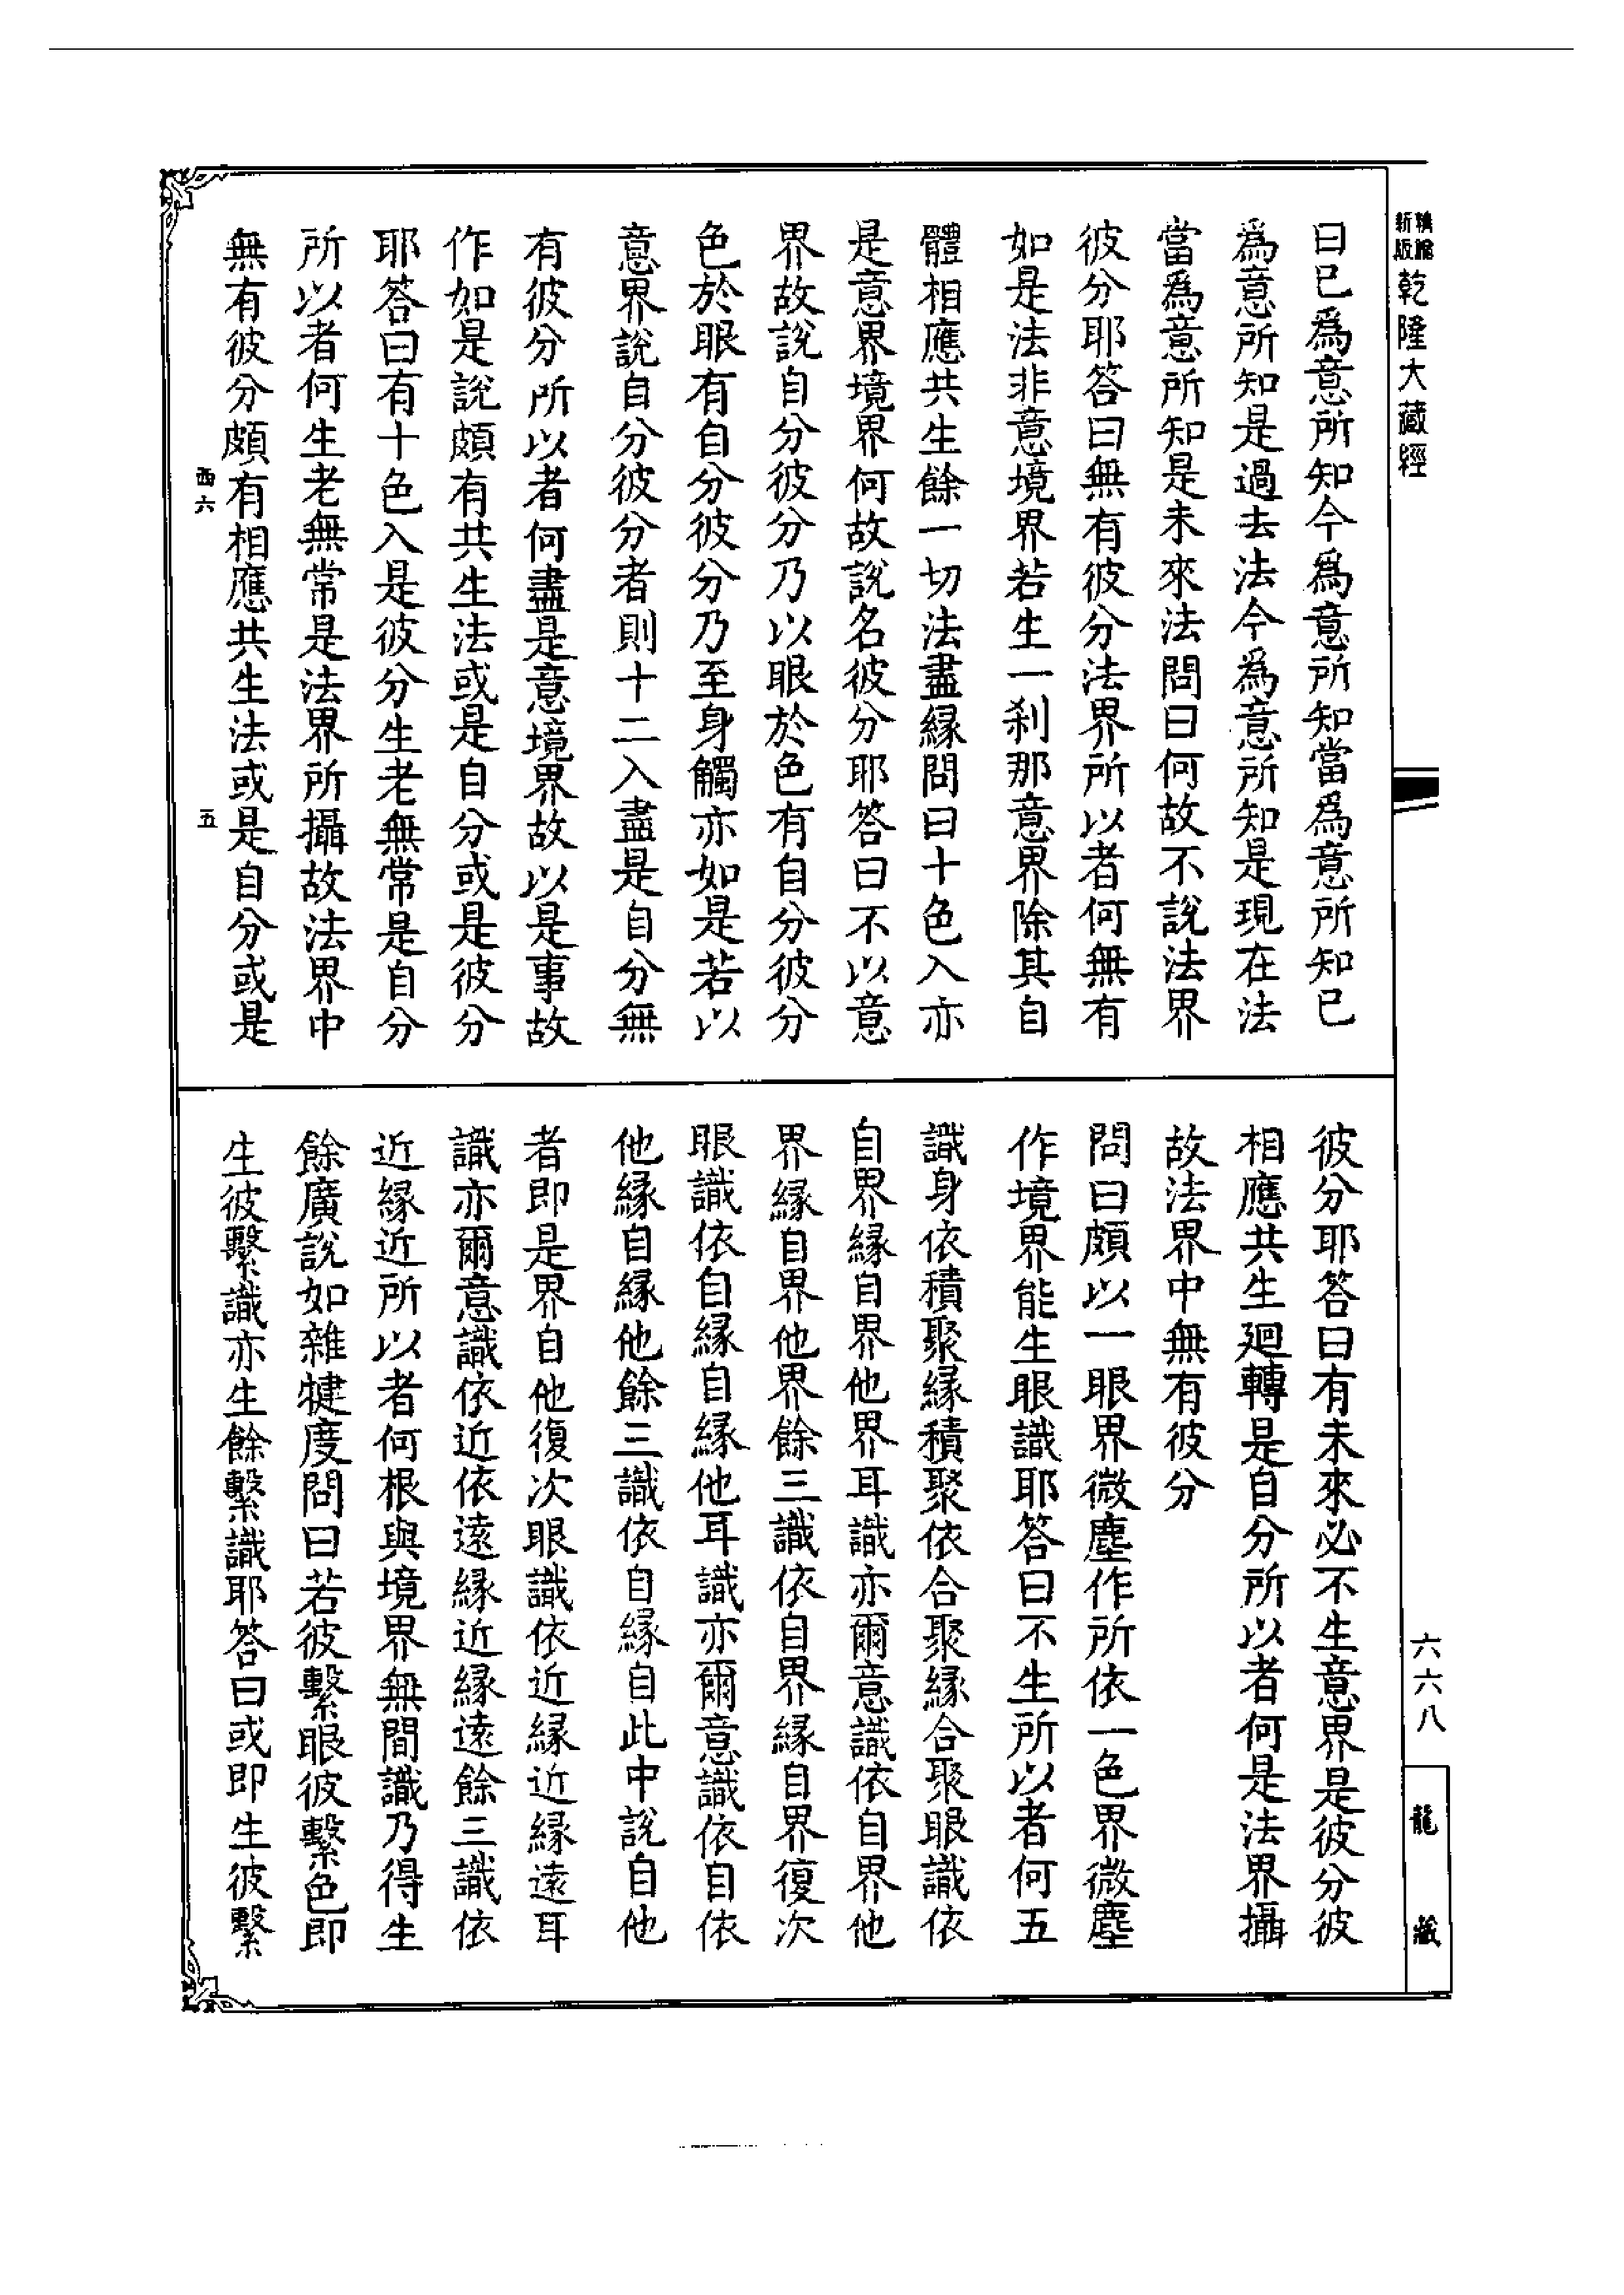 新版
精繪
乾隆大藏經
曰已爲意所知今爲意所知當爲意所知已
爲意所知是過去法今爲意所知是現在法
當爲意所知是未來法問曰何故不說法界
彼分耶答曰無有彼分法界所以者何無有
如是法非意境界若生一刹那意界除其自
體相應共生餘一切法盡緣問曰十色入亦
是意界境界何故說名彼分耶答曰不以意
界故說自分彼分乃以眼於色有自分彼分
色於眼有自分彼分乃至身觸亦如是若以
意界說自分彼分者則十二入盡是自分無
有彼分所以者何盡是意境界故以是事故
作如是說頗有共生法或是自分或是彼分
耶答曰有十色入是彼分生老無常是自分
所以者何生老無常是法界所攝故法界中
無有彼分頗有相應共生法或是自分或是
西六
五
彼分耶答曰有未來必不生意界是彼分彼
相應共生廻轉是自分所以者何是法界攝
故法界中無有彼分
問曰頗以一眼界微塵作所依一色界微塵
作境界能生眼識耶答曰不生所以者何五
識身依積聚緣積聚依合聚緣合聚眼識依
自界緣自界他界耳識亦爾意識依自界他
界緣自界他界餘三識依自界緣自界復次
眼識依自緣自緣他耳識亦爾意識依自依
他緣自緣他餘三識依自緣自此中說自他
者即是界自他復次眼識依近緣近緣遠耳
識亦爾意識依近依遠緣近緣遠餘三識依
近緣近所以者何根與境界無間識乃得生
餘廣說如雜犍度問曰若彼繫眼彼繫色即
生彼繫識亦生餘繫識耶答曰或即生彼繫
六六八
龍藏